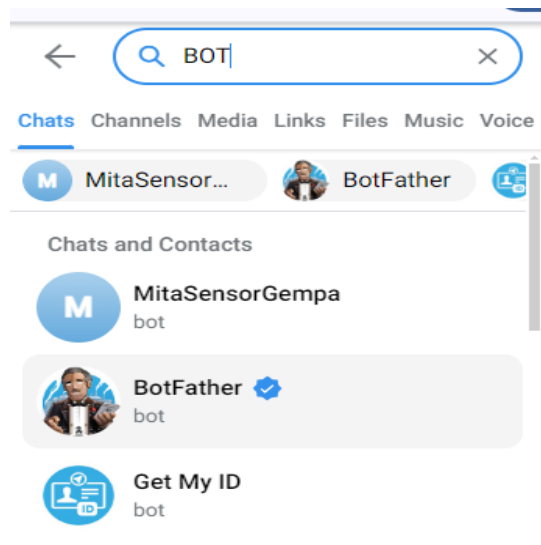 BOT
Chats Channels Media Links Files Music Voice
M MitaSensor... BotFather
Chats and Contacts
M MitaSensorGempa
bot
BotFather
bot
ID Get My ID
bot